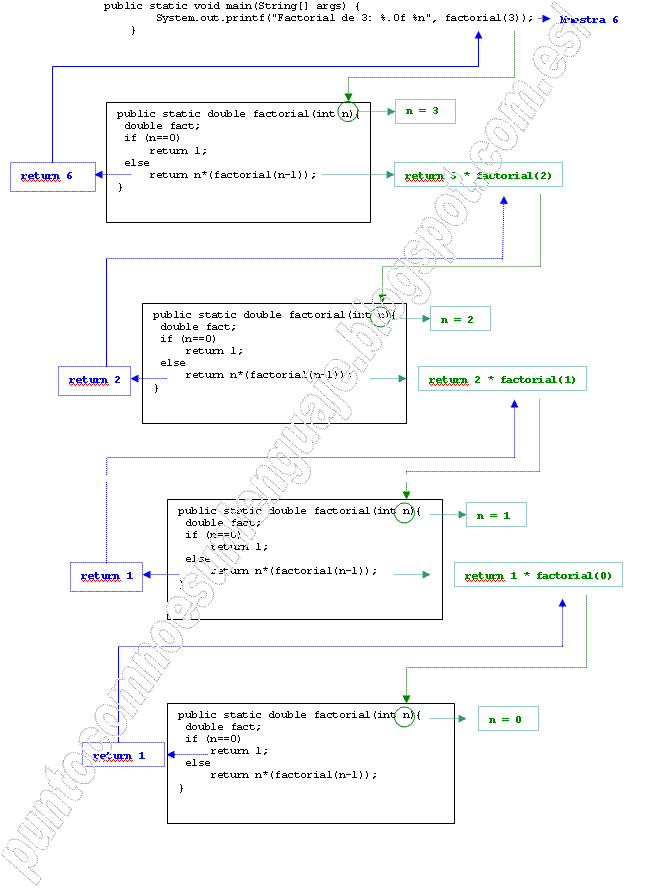 public static void main(String[] args) {
System.out.printf("Factorial de 3: %.0f %n", factorial(3));
Muestra 6
}
public static double factorial(int n){
n = 3
double fact;
if (n==0)
return 1;
else
return 6
return n*(factorial(n-1));
return 3 * factorial(2)
}
public static double factorial(int n){
n = 2
double fact;
if (n==0)
return 1;
else
return 2
return n*(factorial(n-1));
return 2 * factorial(1)
}
public static double factorial(int n){
n = 1
double fact;
if (n==0)
return 1;
else
return 1
return n*(factorial(n-1));
return 1 * factorial(0)
}
public static double factorial(int n){
n = 0
double fact;
if (n==0)
return 1
return 1;
else
return n*(factorial(n-1));
}
puntocomnoesunlenguaje.blogspot.com.es/